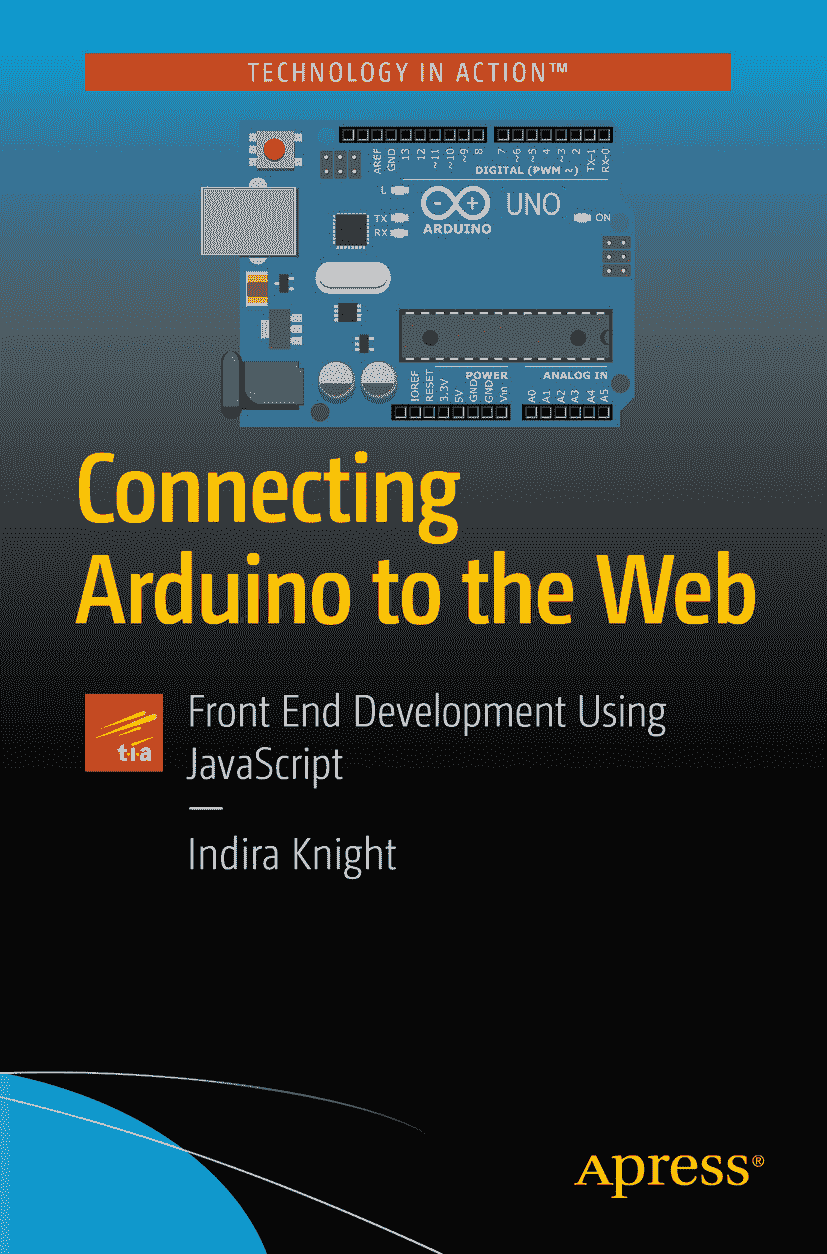 TECHNOLOGY IN ACTION™
AREF
GND
13
12
~11
~10
~9
8
7
~6
~5
4
~3
2
TX-1
RX-0
DIGITAL (PWM ~)
L
TX
RX
UNO
ARDUINO
ON
IOREF
RESET
3.3V
5V
GND
GND
Vin
POWER
ANALOG IN
A0
A1
A2
A3
A4
A5
Connecting
Arduino to the Web
t.i.a
Front End Development Using
JavaScript
Indira Knight
Apress®